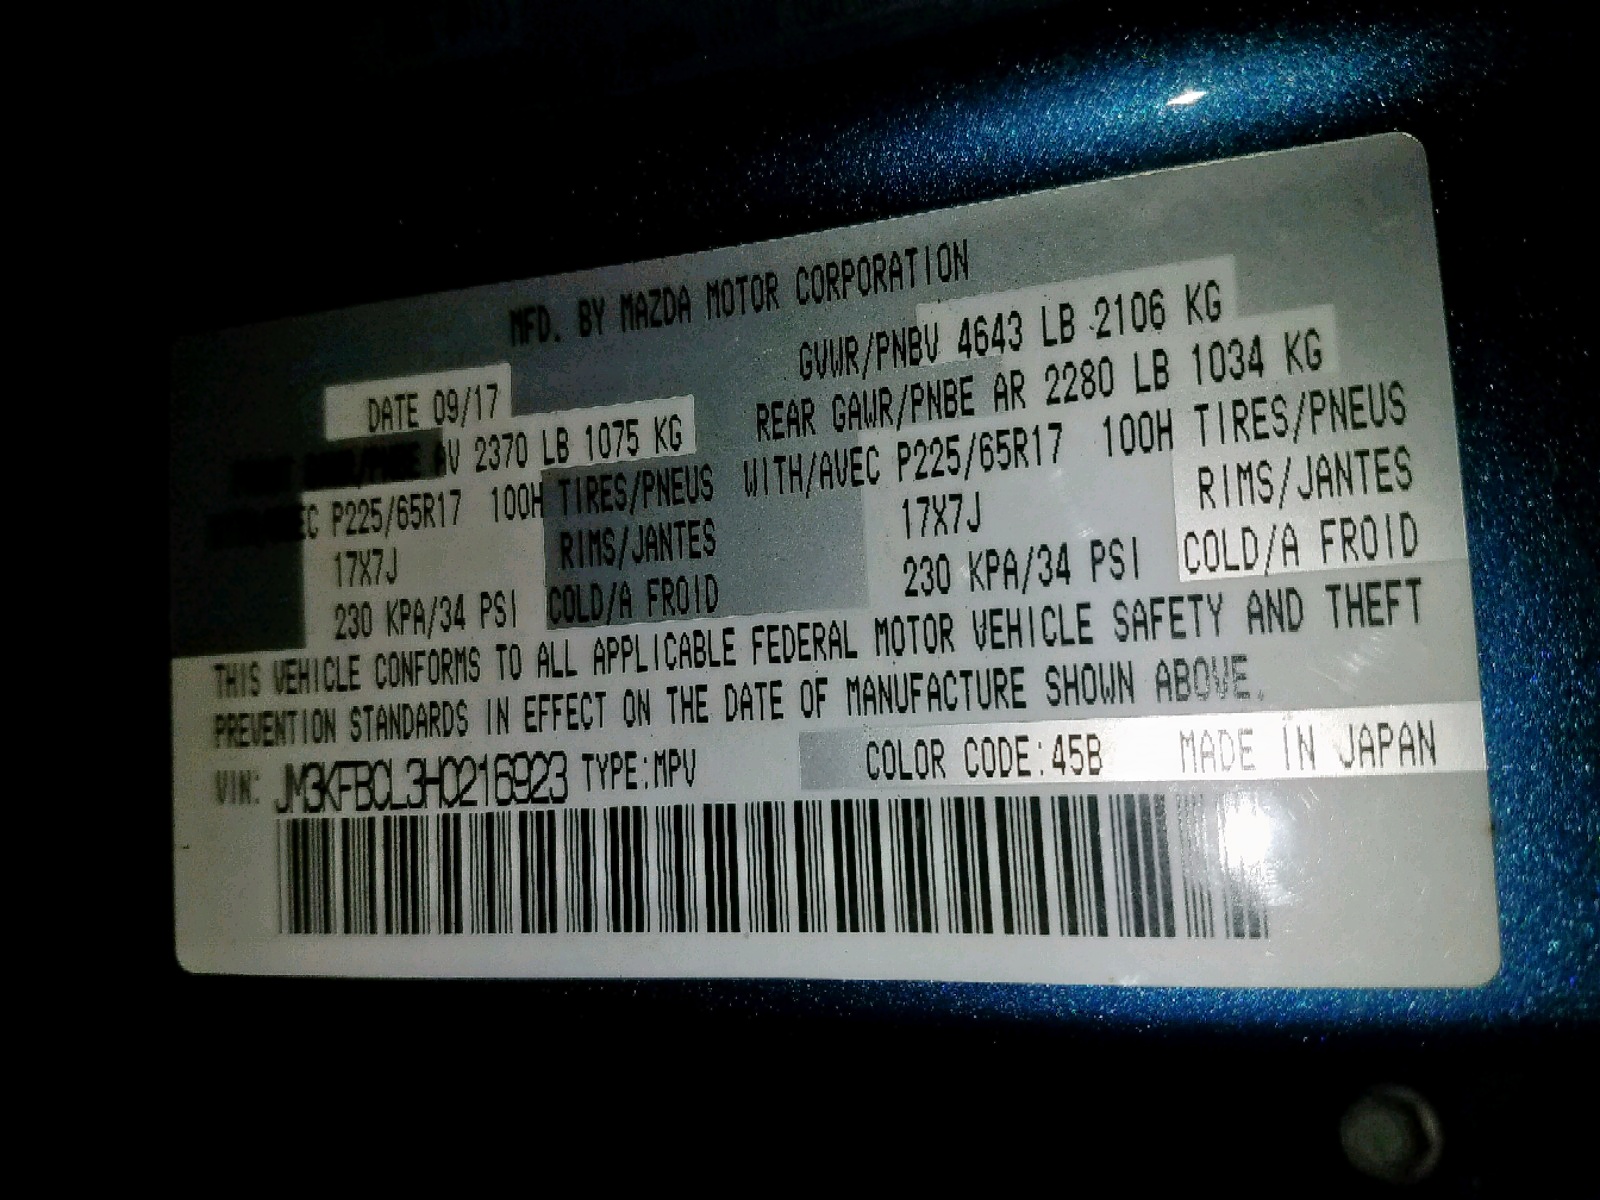 MFD. BY MAZDA MOTOR CORPORATION
DATE 09/17
GVWR/PNBV 4643 LB 2106 KG
AV 2370 LB 1075 KG
REAR GAWR/PNBE AR 2280 LB 1034 KG
P225/65R17 100H TIRES/PNEUS
WITH/AVEC P225/65R17 100H TIRES/PNEUS
17X7J RIMS/JANTES
17X7J RIMS/JANTES
230 KPA/34 PSI COLD/A FROID
230 KPA/34 PSI COLD/A FROID
THIS VEHICLE CONFORMS TO ALL APPLICABLE FEDERAL MOTOR VEHICLE SAFETY AND THEFT
PREVENTION STANDARDS IN EFFECT ON THE DATE OF MANUFACTURE SHOWN ABOVE.
VIN: JM3KFBCL3H0216923 TYPE:MPV COLOR CODE:45B MADE IN JAPAN